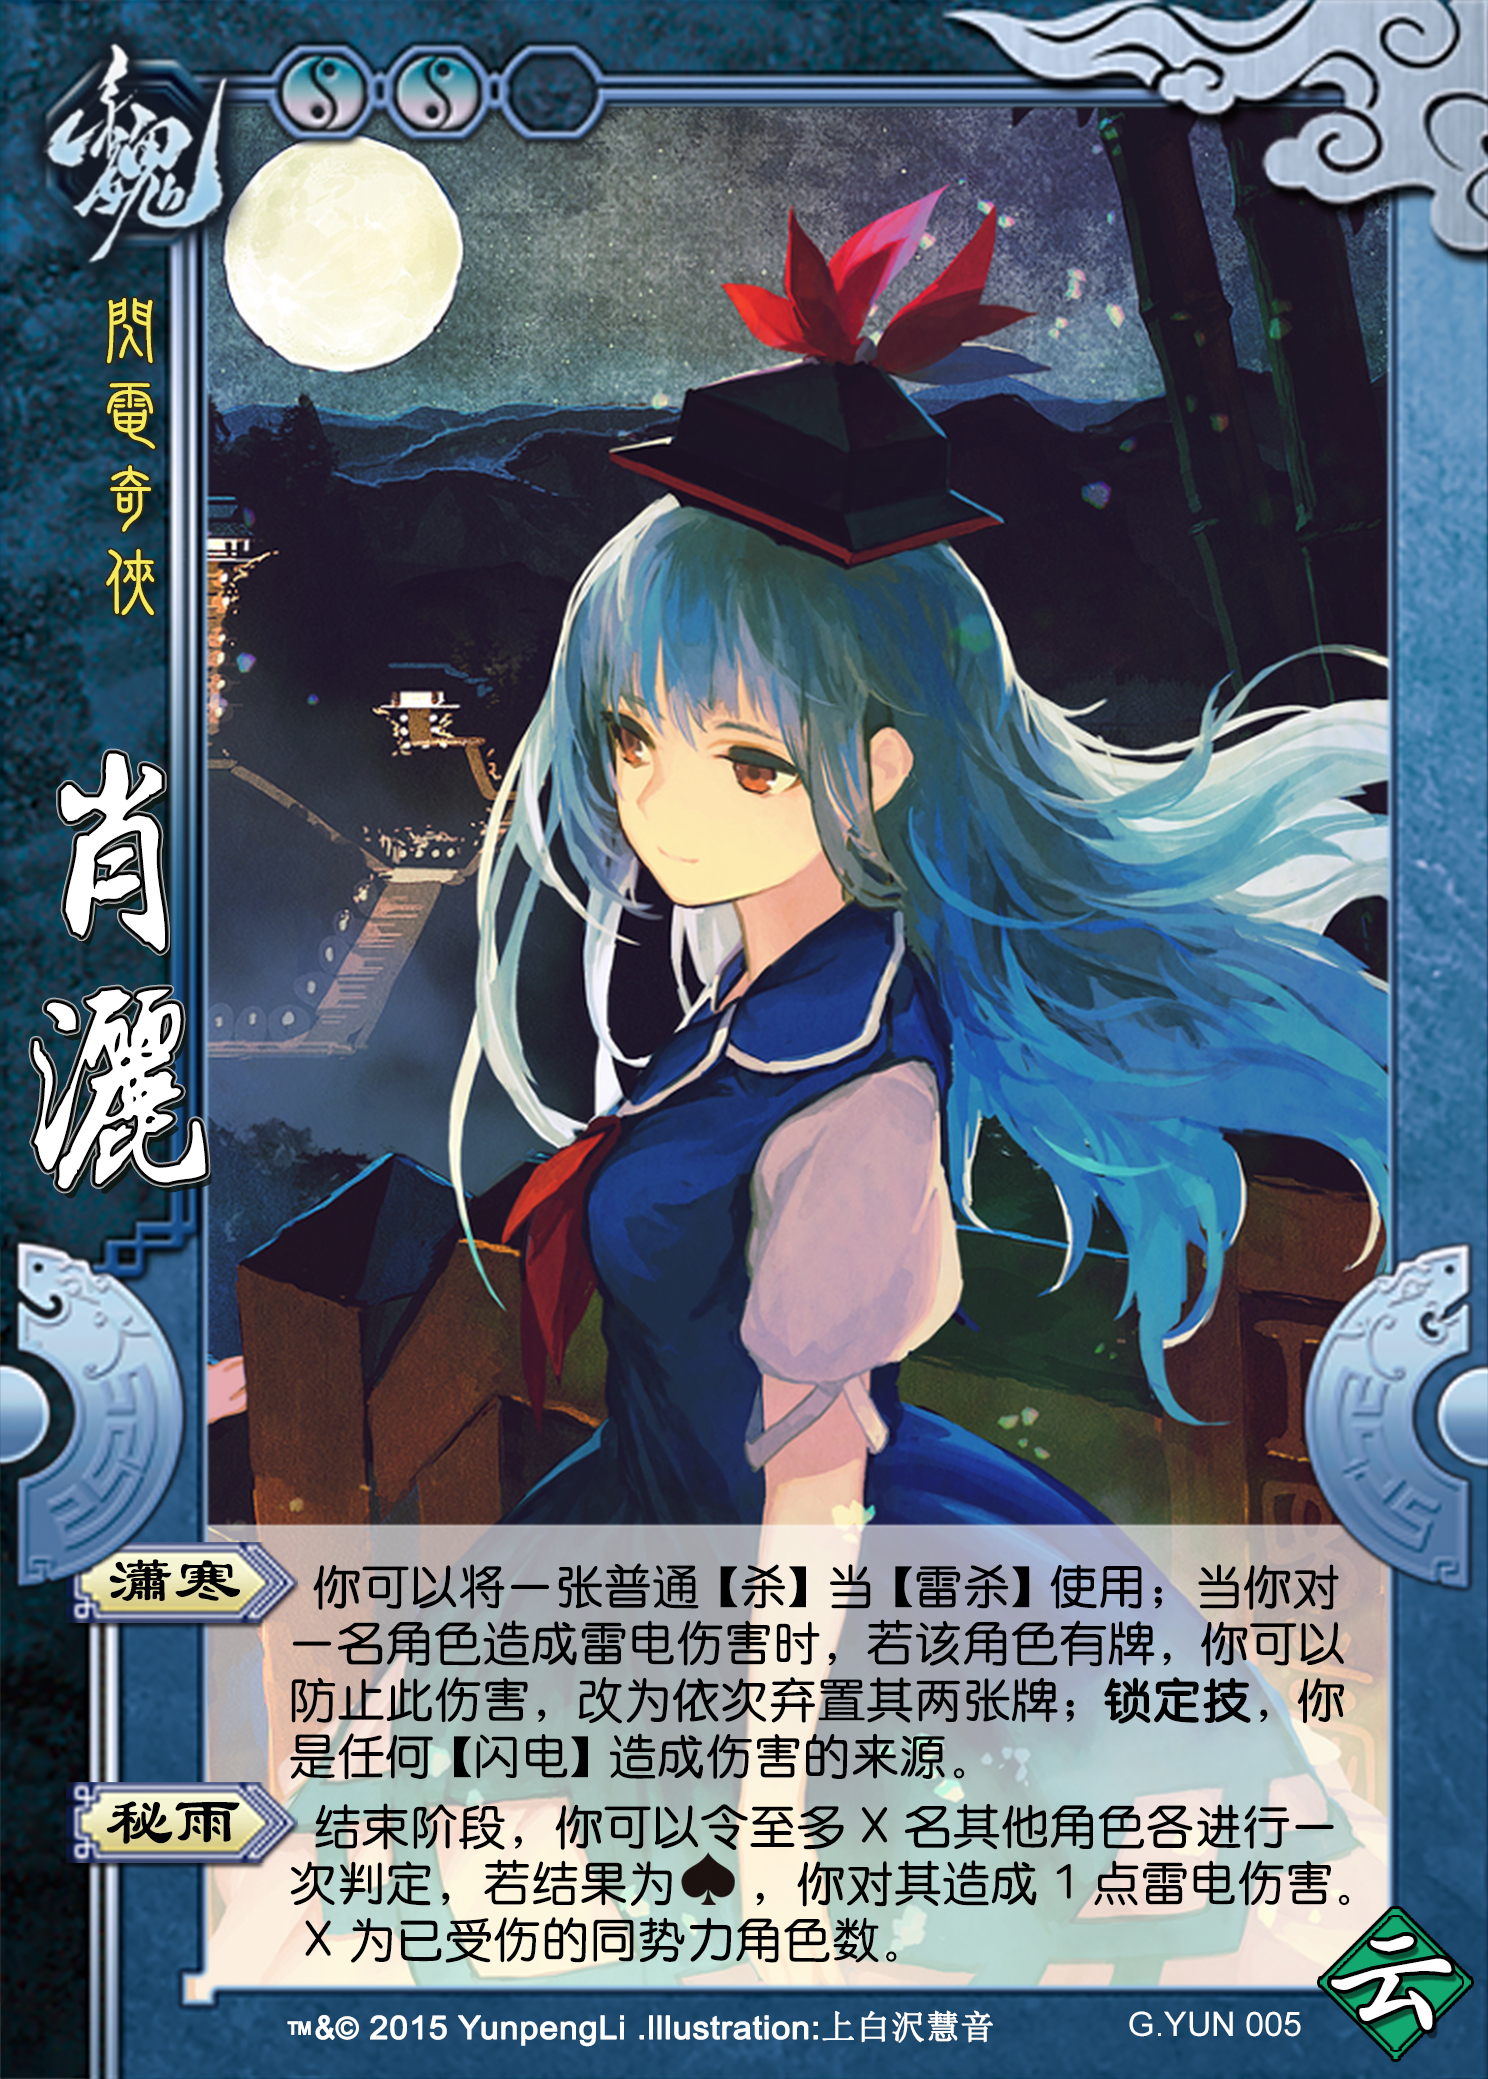 魏
閃電奇俠
肖灑
瀟寒
你可以将一张普通【杀】当【雷杀】使用；当你对
一名角色造成雷电伤害时，若该角色有牌，你可以
防止此伤害，改为依次弃置其两张牌；锁定技，你
是任何【闪电】造成伤害的来源。
秘雨
结束阶段，你可以令至多 X 名其他角色各进行一
次判定，若结果为♠，你对其造成 1 点雷电伤害。
X 为已受伤的同势力角色数。
™&© 2015 YunpengLi .Illustration:上白沢慧音
G.YUN 005
云